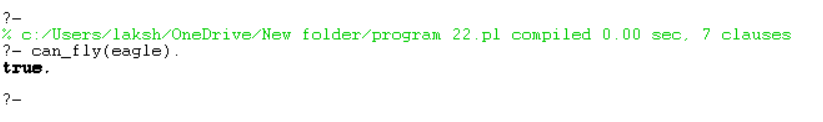 ?-
% c:/Users/laksh/OneDrive/New folder/program 22.pl compiled 0.00 sec, 7 clauses
?- can_fly(eagle).
true.
?-